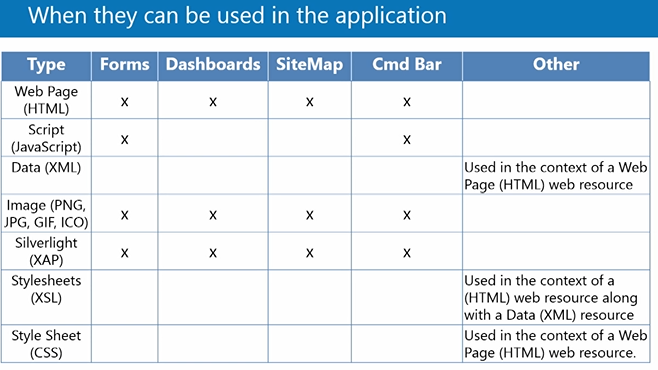 When they can be used in the application
Type Forms Dashboards SiteMap Cmd Bar Other
Web Page
(HTML) x x x x
Script
(JavaScript) x x
Data (XML) Used in the context of a Web
Page (HTML) web resource
Image (PNG,
JPG, GIF, ICO) x x x x
Silverlight
(XAP) x x x x
Stylesheets
(XSL) Used in the context of a
(HTML) web resource along
with a Data (XML) resource
Style Sheet
(CSS) Used in the context of a Web
Page (HTML) web resource.